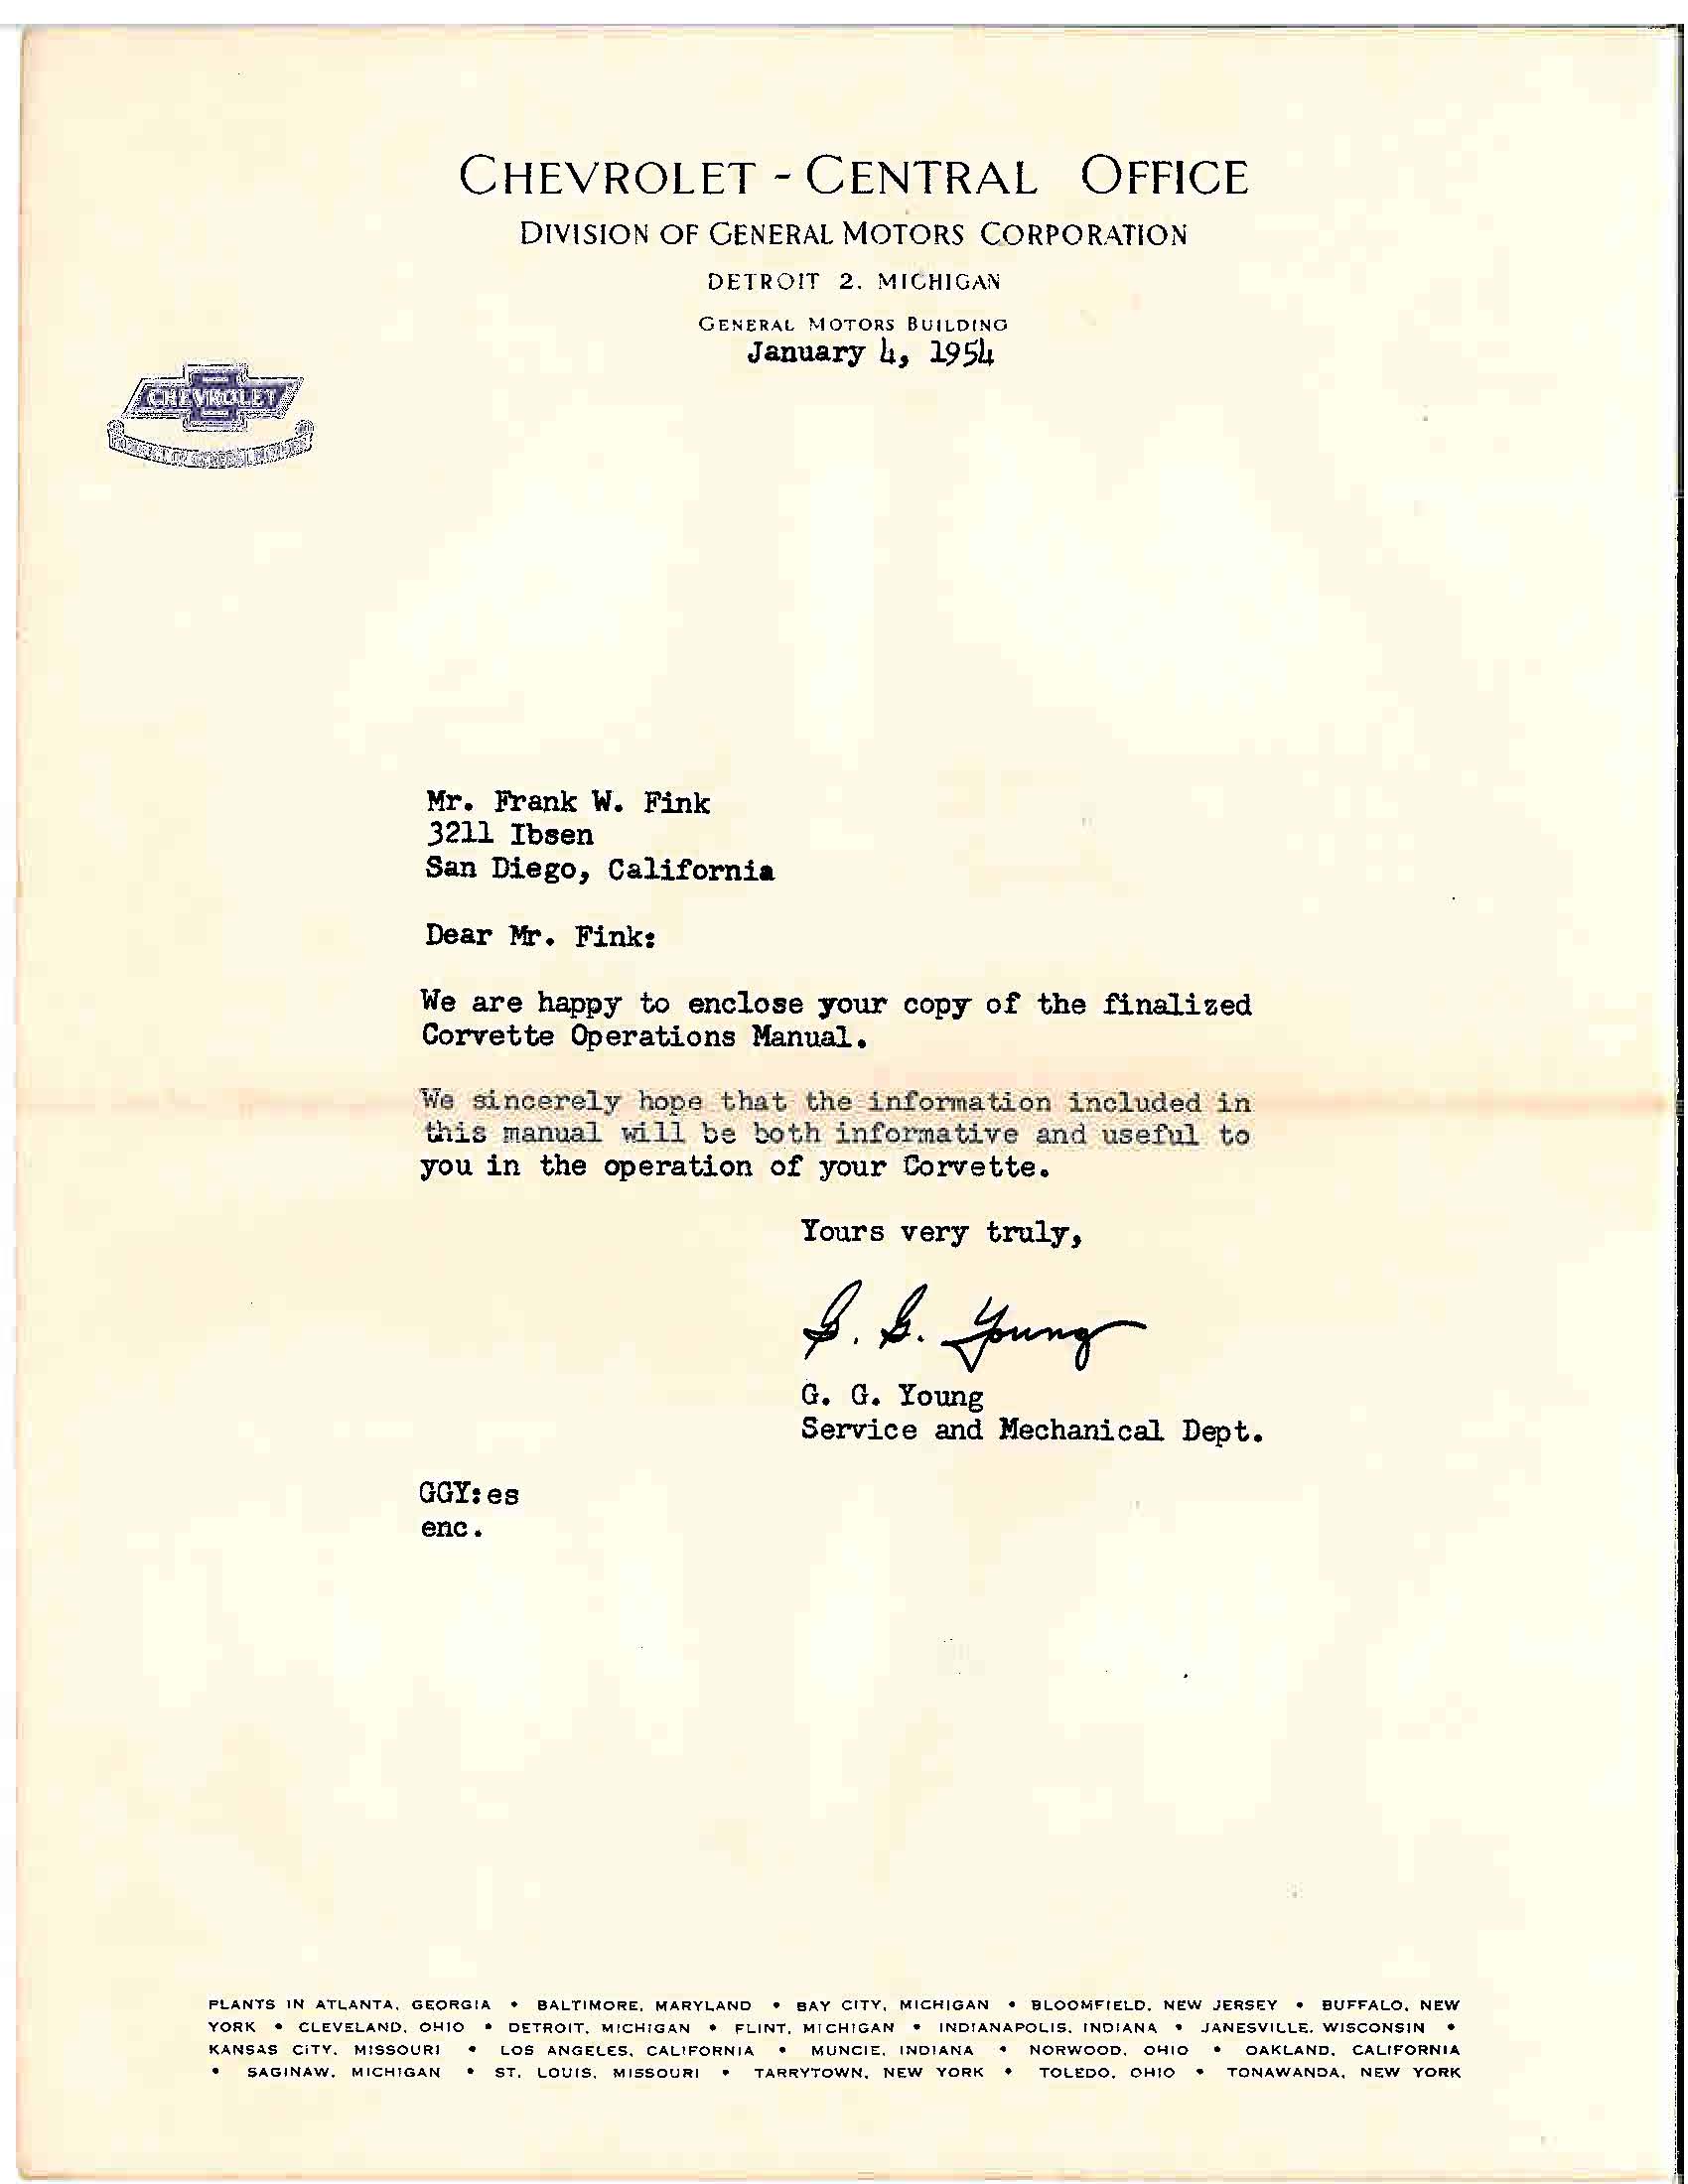 CHEVROLET - CENTRAL OFFICE
DIVISION OF GENERAL MOTORS CORPORATION
DETROIT 2, MICHIGAN
GENERAL MOTORS BUILDING
January 4, 1954
CHEVROLET
OF GENERAL MOTORS
Mr. Frank W. Fink
3211 Ibsen
San Diego, California
Dear Mr. Fink:
We are happy to enclose your copy of the finalized
Corvette Operations Manual.
We sincerely hope that the information included in
this manual will be both informative and useful to
you in the operation of your Corvette.
Yours very truly,
G. G. Young
G. G. Young
Service and Mechanical Dept.
GGY:es
enc.
PLANTS IN ATLANTA, GEORGIA • BALTIMORE, MARYLAND • BAY CITY, MICHIGAN • BLOOMFIELD, NEW JERSEY • BUFFALO, NEW
YORK • CLEVELAND, OHIO • DETROIT, MICHIGAN • FLINT, MICHIGAN • INDIANAPOLIS, INDIANA • JANESVILLE, WISCONSIN •
KANSAS CITY, MISSOURI • LOS ANGELES, CALIFORNIA • MUNCIE, INDIANA • NORWOOD, OHIO • OAKLAND, CALIFORNIA
• SAGINAW, MICHIGAN • ST. LOUIS, MISSOURI • TARRYTOWN, NEW YORK • TOLEDO, OHIO • TONAWANDA, NEW YORK